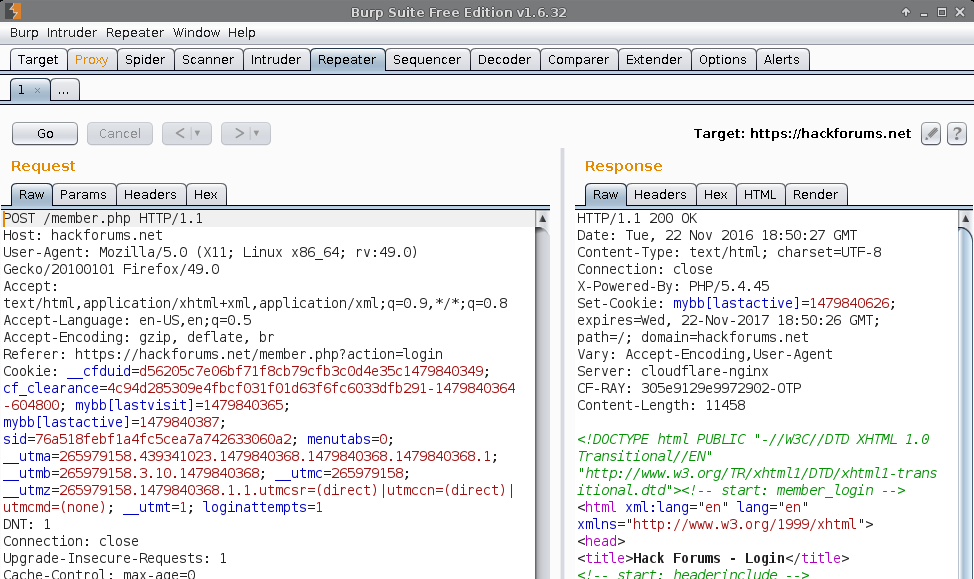 Burp Suite Free Edition v1.6.32
Burp Intruder Repeater Window Help
Target Proxy Spider Scanner Intruder Repeater Sequencer Decoder Comparer Extender Options Alerts
1 × ...
Go Cancel < > Target: https://hackforums.net ?
Request
Raw Params Headers Hex
POST /member.php HTTP/1.1
Host: hackforums.net
User-Agent: Mozilla/5.0 (X11; Linux x86_64; rv:49.0)
Gecko/20100101 Firefox/49.0
Accept:
text/html,application/xhtml+xml,application/xml;q=0.9,*/*;q=0.8
Accept-Language: en-US,en;q=0.5
Accept-Encoding: gzip, deflate, br
Referer: https://hackforums.net/member.php?action=login
Cookie: __cfduid=d56205c7e06bf71f8cb79cfb3c0d4e35c1479840349;
cf_clearance=4c94d285309e4fbcf031f01d63f6fc6033dfb291-1479840364
-604800; mybb[lastvisit]=1479840365;
mybb[lastactive]=1479840387;
sid=76a518febf1a4fc5cea7a742633060a2; menutabs=0;
__utma=265979158.439341023.1479840368.1479840368.1479840368.1;
__utmb=265979158.3.10.1479840368; __utmc=265979158;
__utmz=265979158.1479840368.1.1.utmcsr=(direct)|utmccn=(direct)|
utmcmd=(none); __utmt=1; loginattempts=1
DNT: 1
Connection: close
Upgrade-Insecure-Requests: 1
Cache-Control: max-age=0
Response
Raw Headers Hex HTML Render
HTTP/1.1 200 OK
Date: Tue, 22 Nov 2016 18:50:27 GMT
Content-Type: text/html; charset=UTF-8
Connection: close
X-Powered-By: PHP/5.4.45
Set-Cookie: mybb[lastactive]=1479840626;
expires=Wed, 22-Nov-2017 18:50:26 GMT;
path=/; domain=hackforums.net
Vary: Accept-Encoding,User-Agent
Server: cloudflare-nginx
CF-RAY: 305e9129e9972902-OTP
Content-Length: 11458
<!DOCTYPE html PUBLIC "-//W3C//DTD XHTML 1.0
Transitional//EN"
"http://www.w3.org/TR/xhtml1/DTD/xhtml1-trans
itional.dtd"><!-- start: member_login -->
<html xml:lang="en" lang="en"
xmlns="http://www.w3.org/1999/xhtml">
<head>
<title>Hack Forums - Login</title>
<!-- start: headerinclude -->